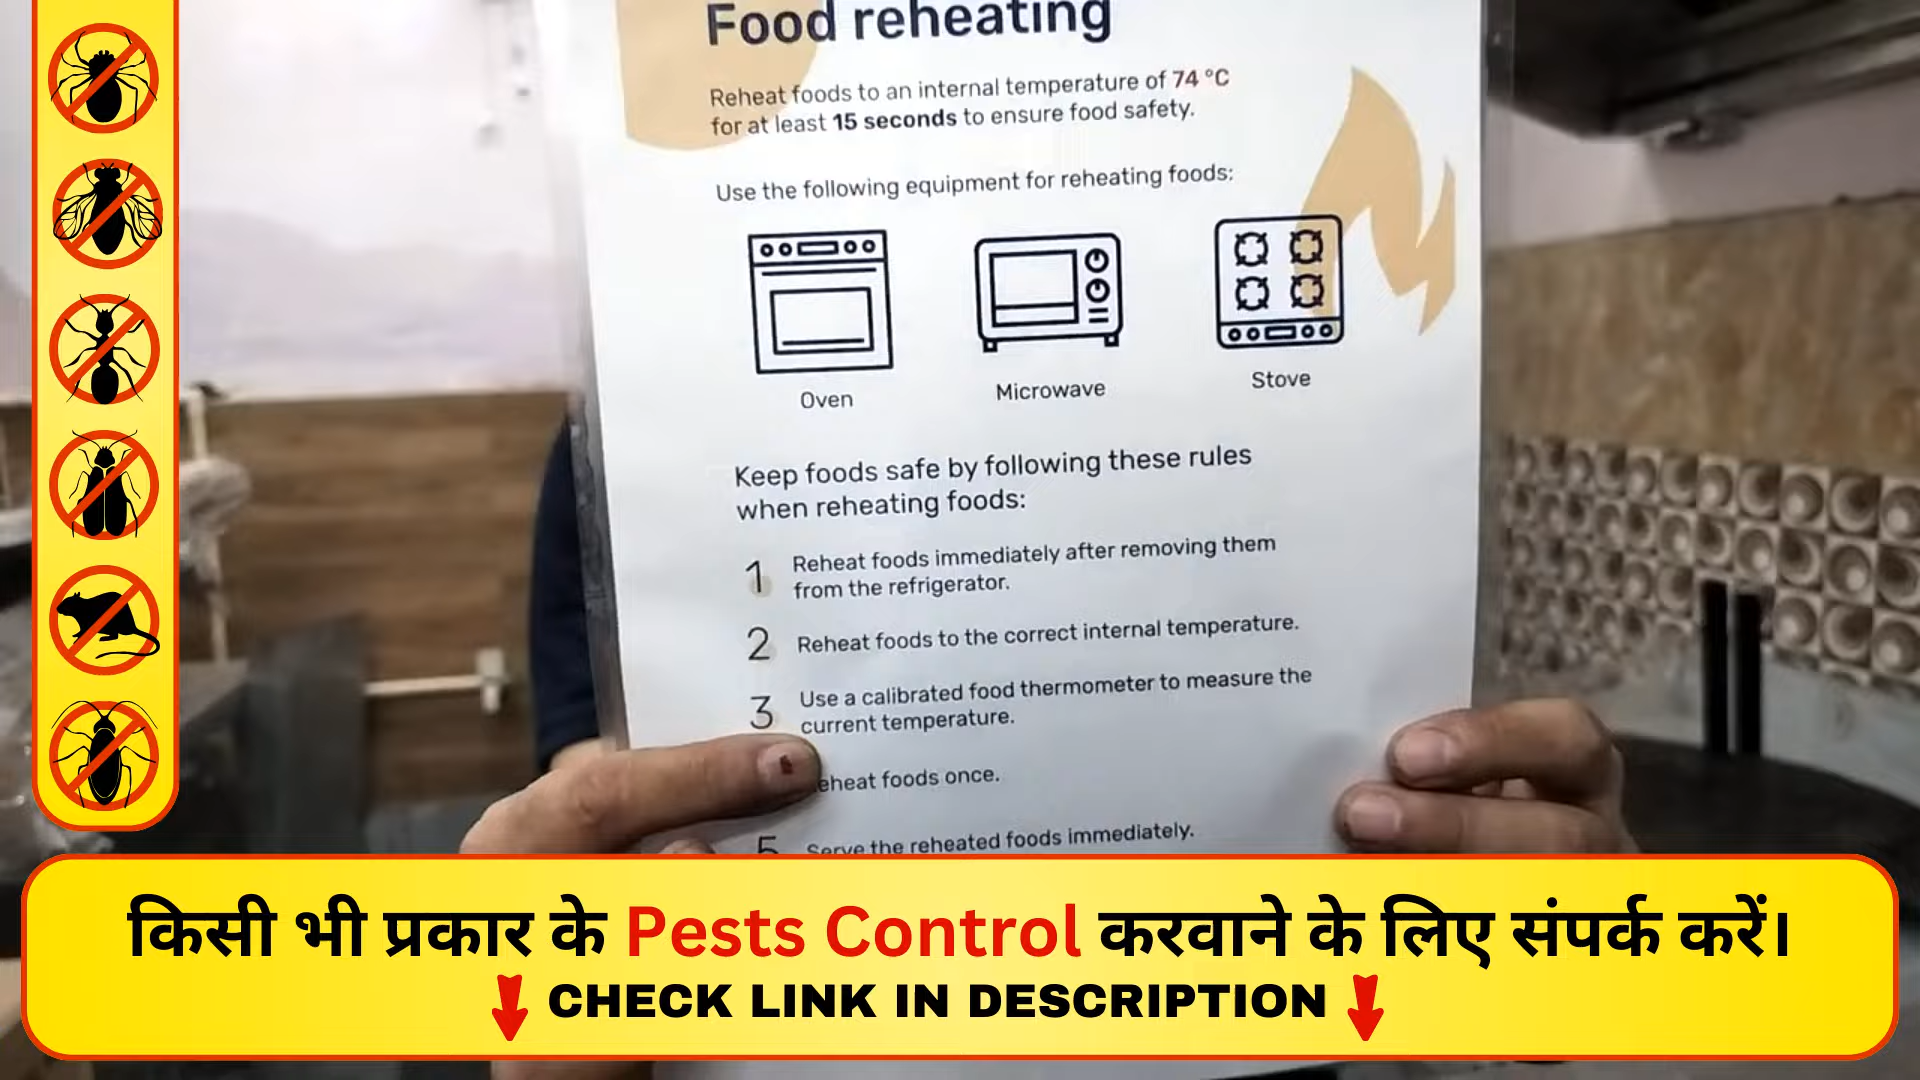 Food reheating
Reheat foods to an internal temperature of 74 °C
for at least 15 seconds to ensure food safety.
Use the following equipment for reheating foods:
Oven
Microwave
Stove
Keep foods safe by following these rules
when reheating foods:
1 Reheat foods immediately after removing them
from the refrigerator.
2 Reheat foods to the correct internal temperature.
3 Use a calibrated food thermometer to measure the
current temperature.
foods once.
5 Serve the reheated foods immediately.
किसी भी प्रकार के Pests Control करवाने के लिए संपर्क करें।
CHECK LINK IN DESCRIPTION